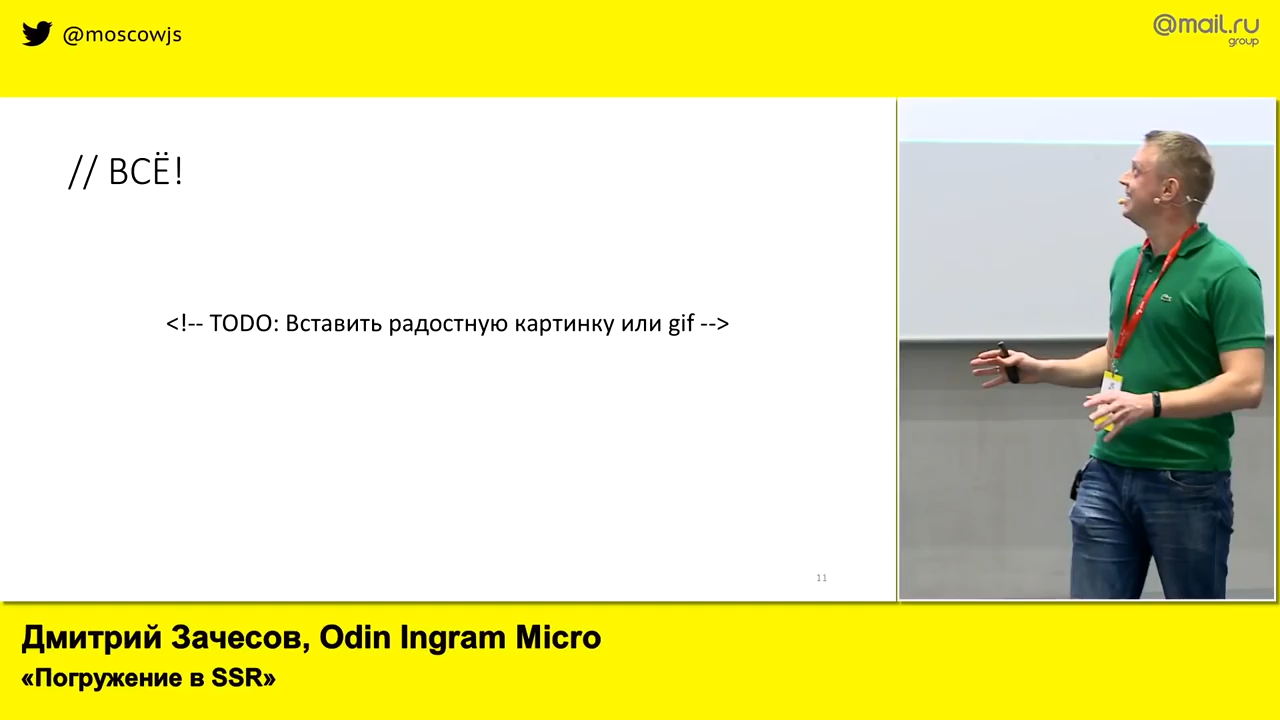 @moscowjs
@mail.ru
group
// ВСЁ!
<!-- TODO: Вставить радостную картинку или gif -->
11
Дмитрий Зачесов, Odin Ingram Micro
«Погружение в SSR»